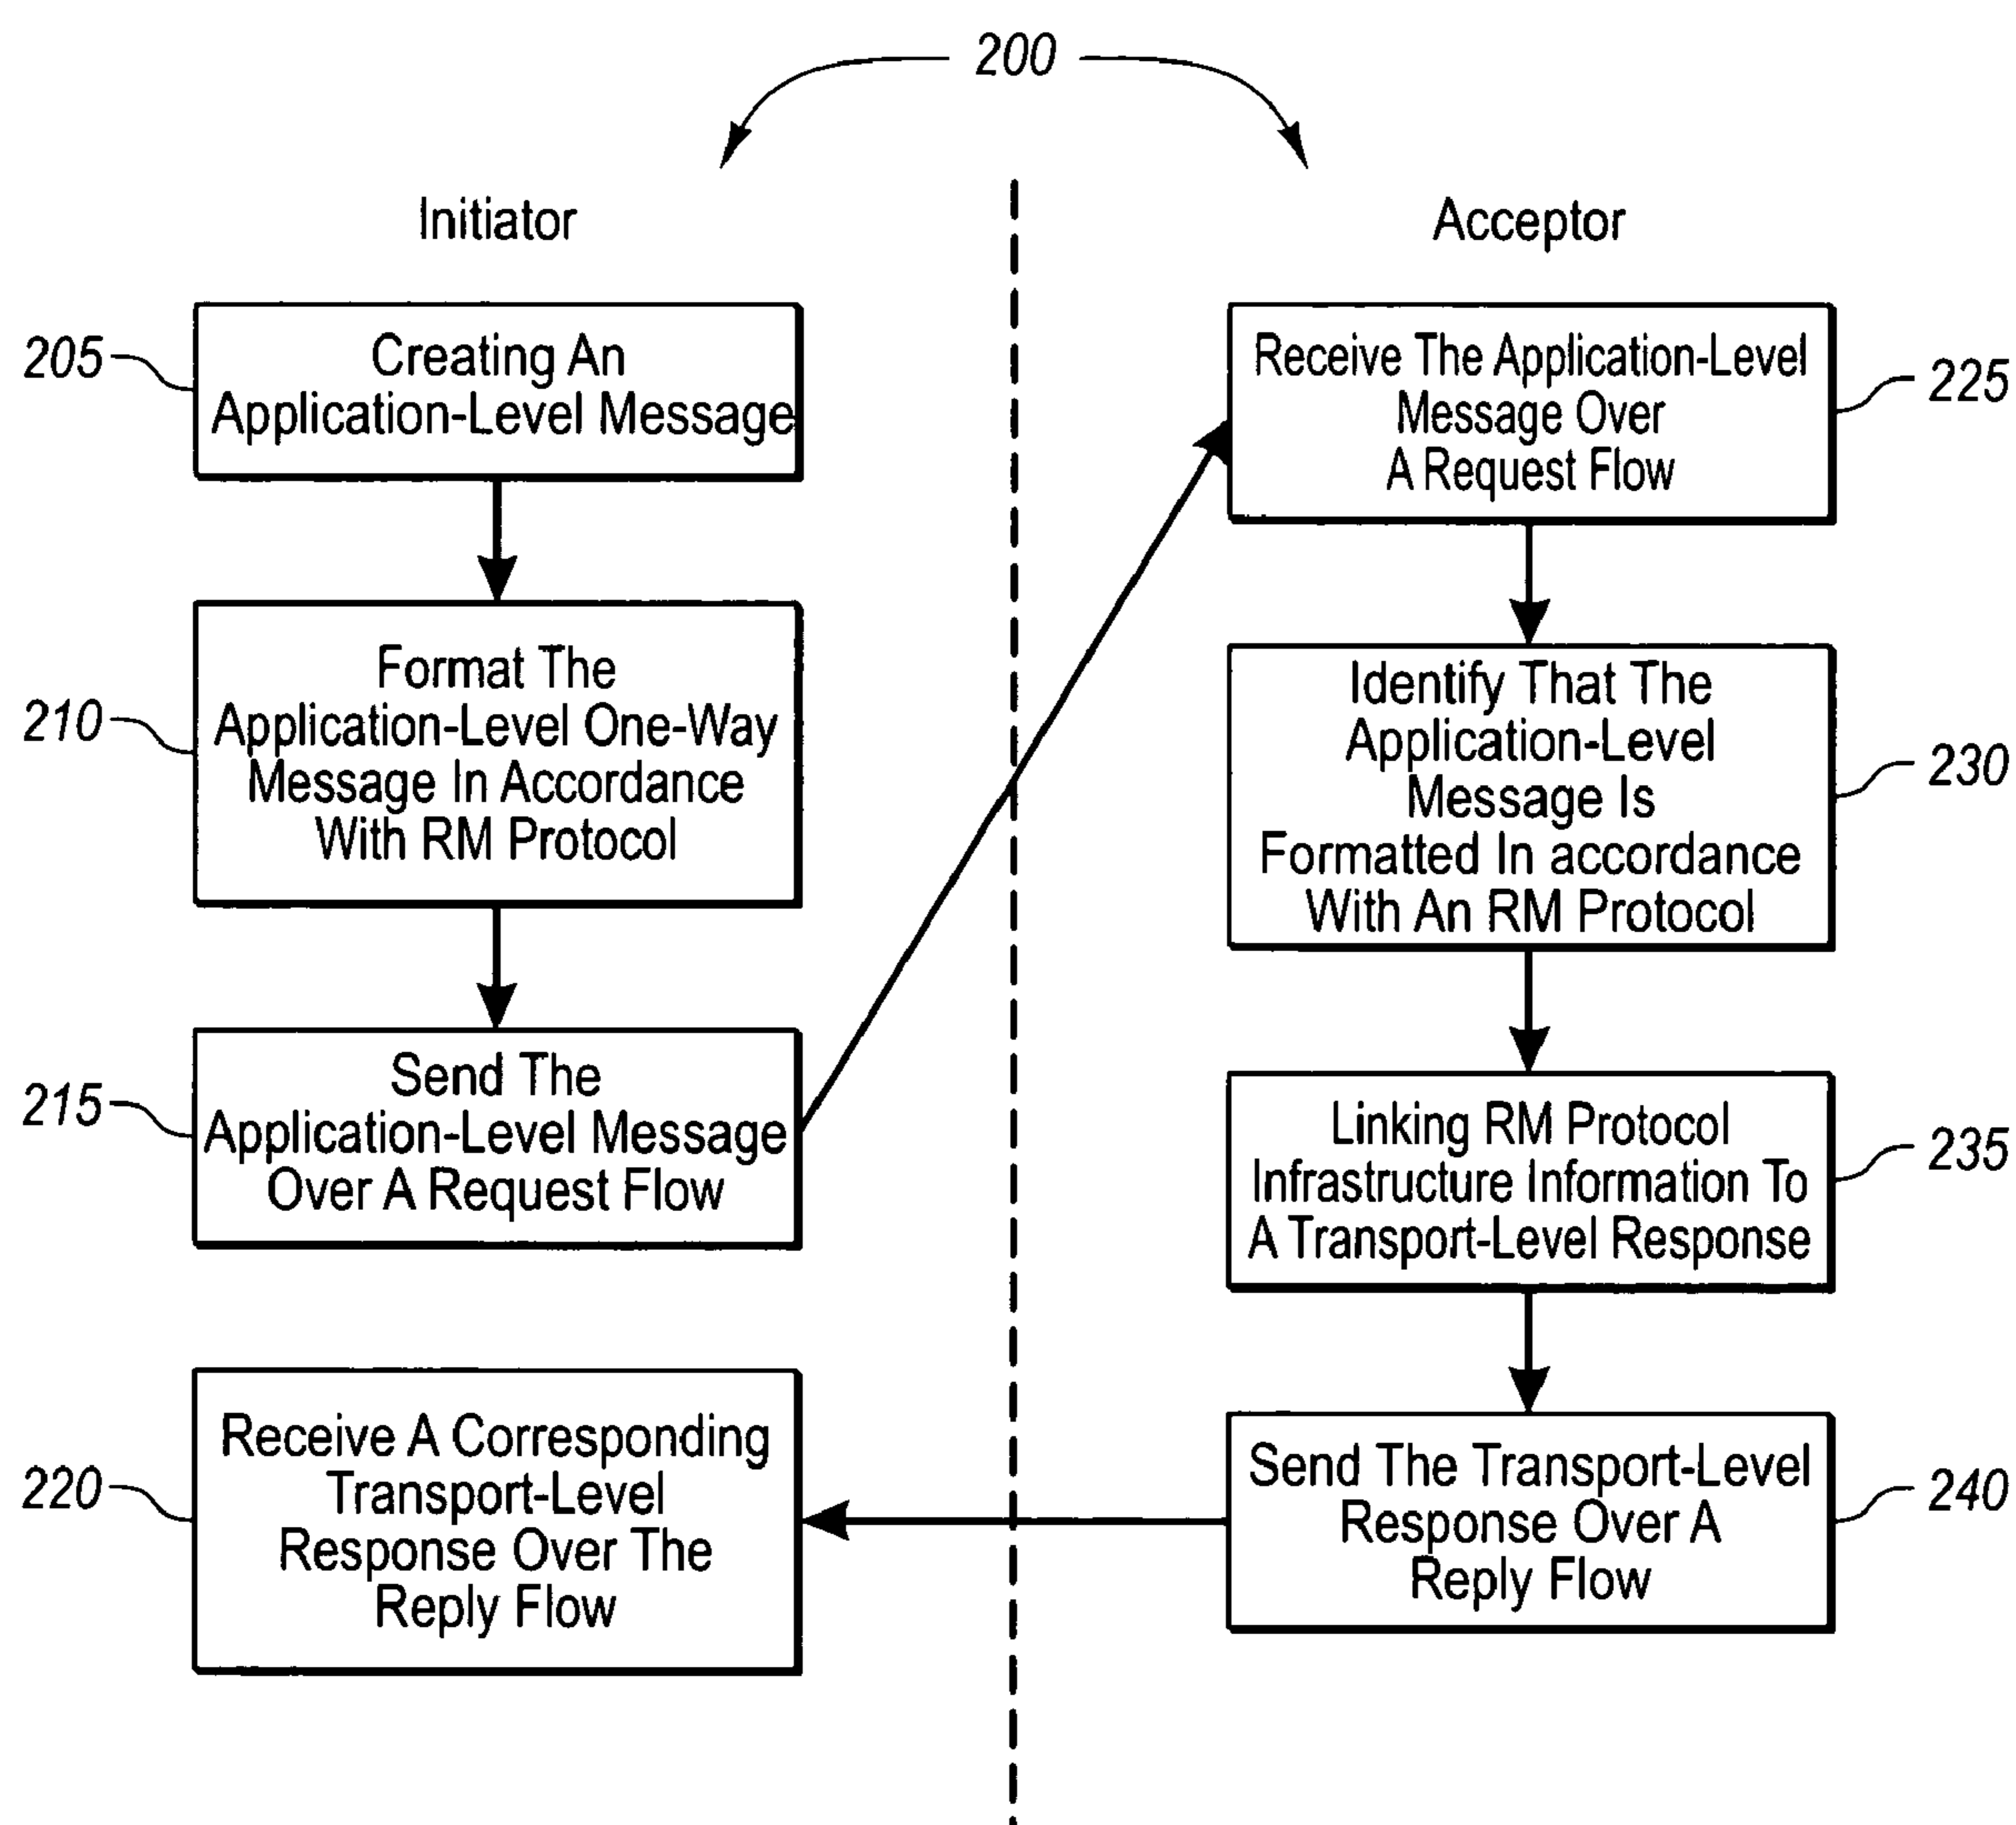 200
Initiator
Acceptor
205
Creating An
Application-Level Message
210
Format The
Application-Level One-Way
Message In Accordance
With RM Protocol
215
Send The
Application-Level Message
Over A Request Flow
220
Receive A Corresponding
Transport-Level
Response Over The
Reply Flow
Receive The Application-Level
Message Over
A Request Flow
225
Identify That The
Application-Level
Message Is
Formatted In accordance
With An RM Protocol
230
Linking RM Protocol
Infrastructure Information To
A Transport-Level Response
235
Send The Transport-Level
Response Over A
Reply Flow
240